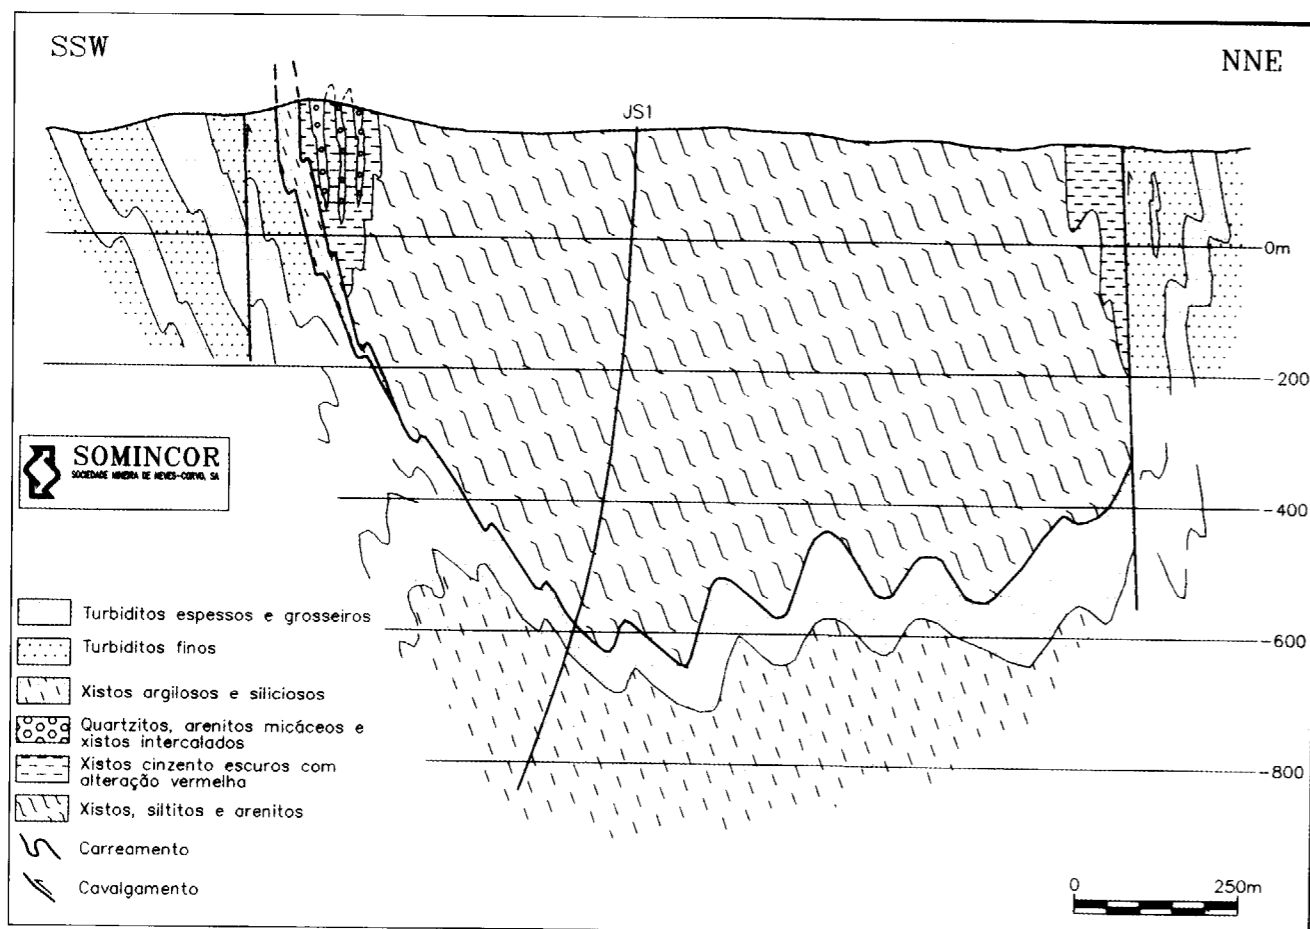 SSW
NNE
JS1
0m
-200
-400
-600
-800
SOMINCOR
SOCIEDADE MINEIRA DE NEVES-CORVO, SA
Turbiditos espessos e grosseiros
Turbiditos finos
Xistos argilosos e siliciosos
Quartzitos, arenitos micáceos e
xistos intercalados
Xistos cinzento escuros com
alteração vermelha
Xistos, siltitos e arenitos
Carreamento
Cavalgamento
0
250m